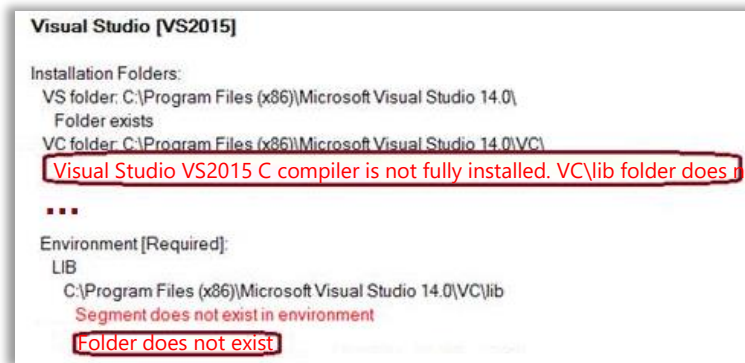 Visual Studio [VS2015]
Installation Folders:
VS folder: C:\Program Files (x86)\Microsoft Visual Studio 14.0\
Folder exists
VC folder: C:\Program Files (x86)\Microsoft Visual Studio 14.0\VC\
Visual Studio VS2015 C compiler is not fully installed. VC\lib folder does
...
Environment [Required]:
LIB
C:\Program Files (x86)\Microsoft Visual Studio 14.0\VC\lib
Segment does not exist in environment
Folder does not exist